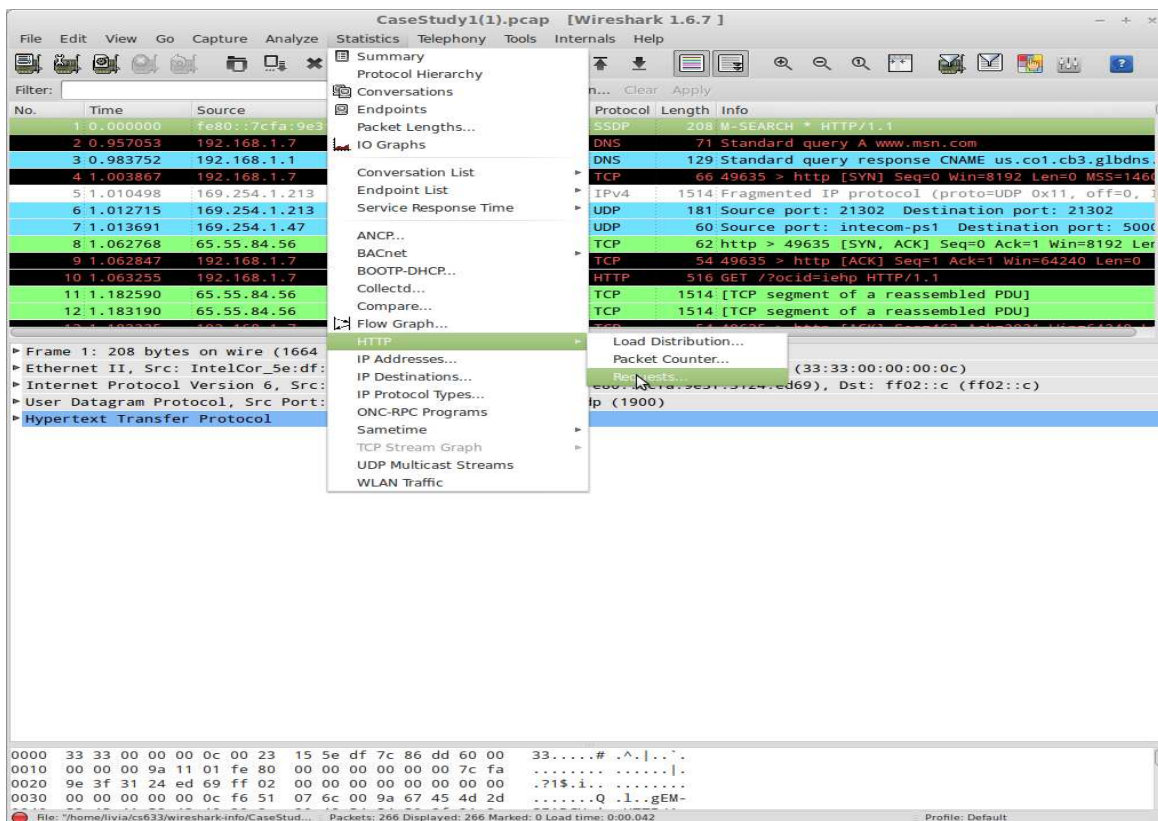 CaseStudy1(1).pcap [Wireshark 1.6.7 ]
File Edit View Go Capture Analyze Statistics Telephony Tools Internals Help
Filter:
n... Clear Apply
No. Time Source Protocol Length Info
1 0.000000 fe80::7cfa:9e3 SSDP 208 M-SEARCH * HTTP/1.1
2 0.957053 192.168.1.7 DNS 71 Standard query A www.msn.com
3 0.983752 192.168.1.1 DNS 129 Standard query response CNAME us.co1.cb3.glbdns.
4 1.003867 192.168.1.7 TCP 66 49635 > http [SYN] Seq=0 Win=8192 Len=0 MSS=1460
5 1.010498 169.254.1.213 IPv4 1514 Fragmented IP protocol (proto=UDP 0x11, off=0,
6 1.012715 169.254.1.213 UDP 181 Source port: 21302 Destination port: 21302
7 1.013691 169.254.1.47 UDP 60 Source port: intecom-ps1 Destination port: 5000
8 1.062768 65.55.84.56 TCP 62 http > 49635 [SYN, ACK] Seq=0 Ack=1 Win=8192 Len
9 1.062847 192.168.1.7 TCP 54 49635 > http [ACK] Seq=1 Ack=1 Win=64240 Len=0
10 1.063255 192.168.1.7 HTTP 516 GET /?ocid=iehp HTTP/1.1
11 1.182590 65.55.84.56 TCP 1514 [TCP segment of a reassembled PDU]
12 1.183190 65.55.84.56 TCP 1514 [TCP segment of a reassembled PDU]
Summary
Protocol Hierarchy
Conversations
Endpoints
Packet Lengths...
IO Graphs
Conversation List
Endpoint List
Service Response Time
ANCP...
BACnet
BOOTP-DHCP...
Collectd...
Compare...
Flow Graph...
HTTP
IP Addresses...
IP Destinations...
IP Protocol Types...
ONC-RPC Programs
Sametime
TCP Stream Graph
UDP Multicast Streams
WLAN Traffic
Load Distribution...
Packet Counter...
Requests...
Frame 1: 208 bytes on wire (1664
Ethernet II, Src: IntelCor_5e:df: (33:33:00:00:00:0c)
Internet Protocol Version 6, Src: ed69), Dst: ff02::c (ff02::c)
User Datagram Protocol, Src Port: dp (1900)
Hypertext Transfer Protocol
0000 33 33 00 00 00 0c 00 23 15 5e df 7c 86 dd 60 00 33.....# .^.|..`.
0010 00 00 00 9a 11 01 fe 80 00 00 00 00 00 00 7c fa ........ ......|.
0020 9e 3f 31 24 ed 69 ff 02 00 00 00 00 00 00 00 00 .?1$.i.. ........
0030 00 00 00 00 00 0c f6 51 07 6c 00 9a 67 45 4d 2d .......Q .l..gEM-
File: "/home/livia/cs633/wireshark-info/CaseStud... Packets: 266 Displayed: 266 Marked: 0 Load time: 0:00.042 Profile: Default